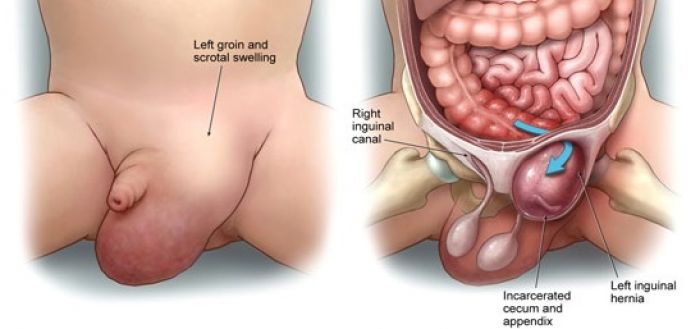 Left groin and
scrotal swelling
Right
inguinal
canal
Incarcerated
cecum and
appendix
Left inguinal
hernia